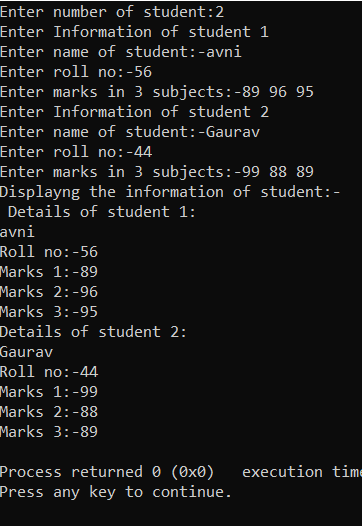 Enter number of student:2
Enter Information of student 1
Enter name of student:-avni
Enter roll no:-56
Enter marks in 3 subjects:-89 96 95
Enter Information of student 2
Enter name of student:-Gaurav
Enter roll no:-44
Enter marks in 3 subjects:-99 88 89
Displayng the information of student:-
 Details of student 1:
avni
Roll no:-56
Marks 1:-89
Marks 2:-96
Marks 3:-95
Details of student 2:
Gaurav
Roll no:-44
Marks 1:-99
Marks 2:-88
Marks 3:-89

Process returned 0 (0x0)   execution time
Press any key to continue.